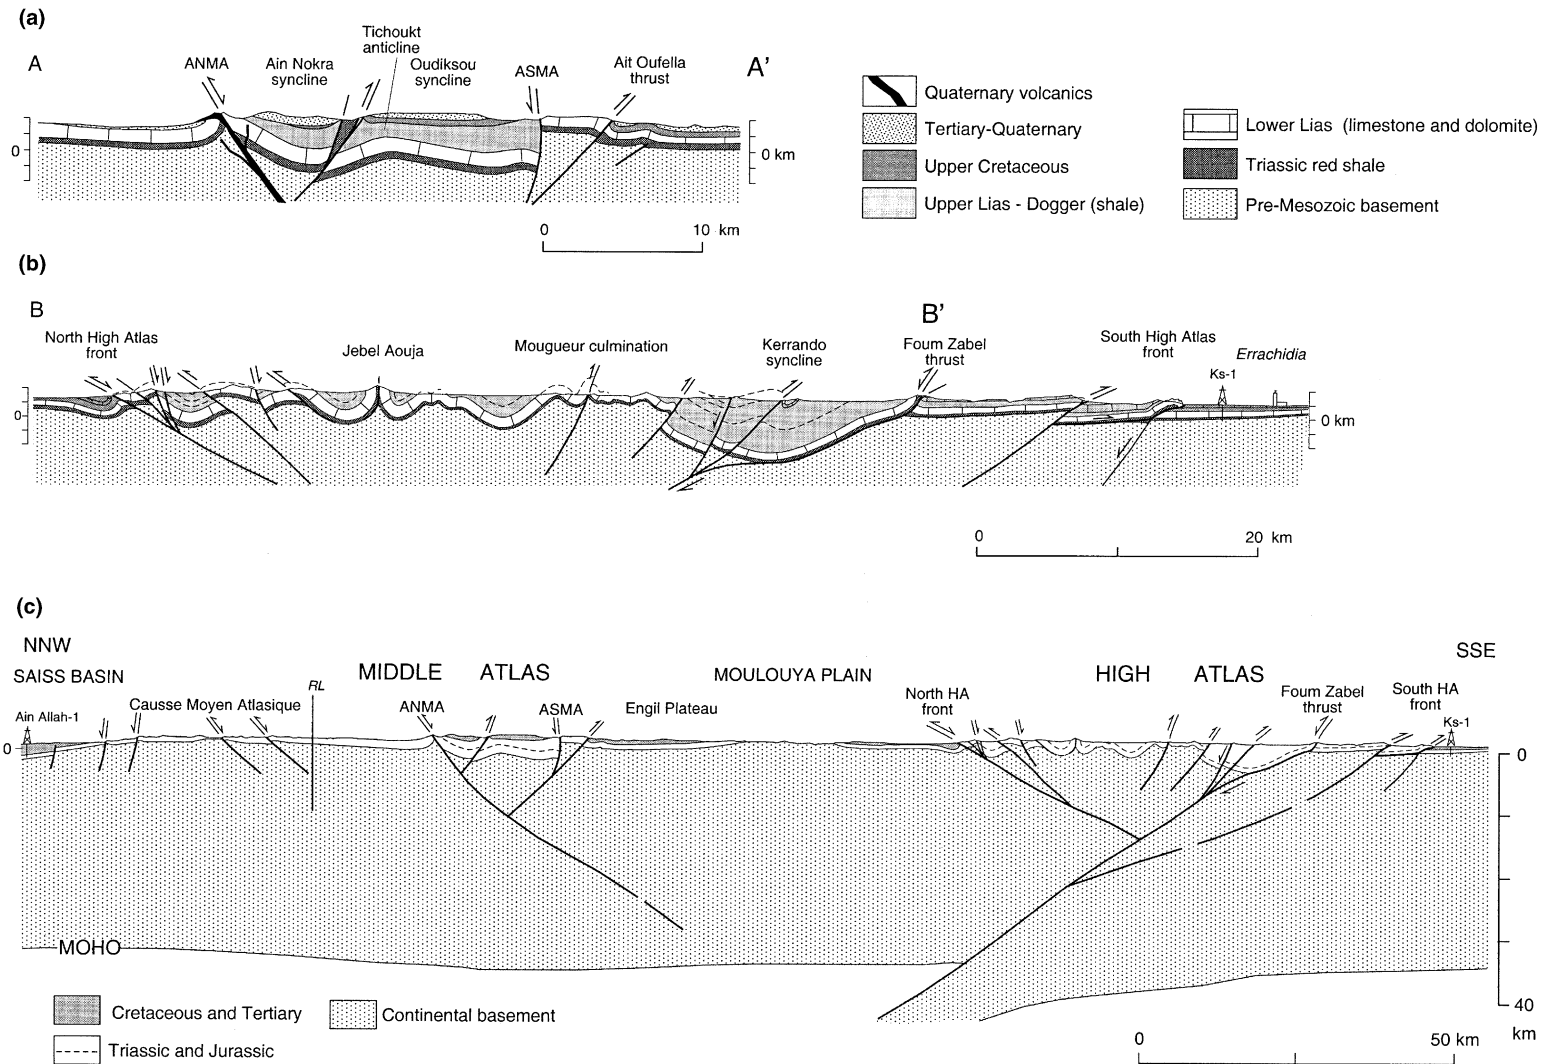 (a)
A
ANMA
Ain Nokra
syncline
Tichoukt
anticline
Oudiksou
syncline
ASMA
Ait Oufella
thrust
A'
0
0 km
0 10 km
Quaternary volcanics
Tertiary-Quaternary
Upper Cretaceous
Upper Lias - Dogger (shale)
Lower Lias (limestone and dolomite)
Triassic red shale
Pre-Mesozoic basement
(b)
B
B'
North High Atlas
front
Jebel Aouja
Mougueur culmination
Kerrando
syncline
Foum Zabel
thrust
South High Atlas
front
Errachidia
Ks-1
0
0 km
0 20 km
(c)
NNW
SSE
SAISS BASIN
MIDDLE ATLAS
MOULOUYA PLAIN
HIGH ATLAS
Ain Allah-1
Causse Moyen Atlasique
RL
ANMA
ASMA
Engil Plateau
North HA
front
Foum Zabel
thrust
South HA
front
Ks-1
0
0
MOHO
40
km
Cretaceous and Tertiary
Continental basement
Triassic and Jurassic
0 50 km